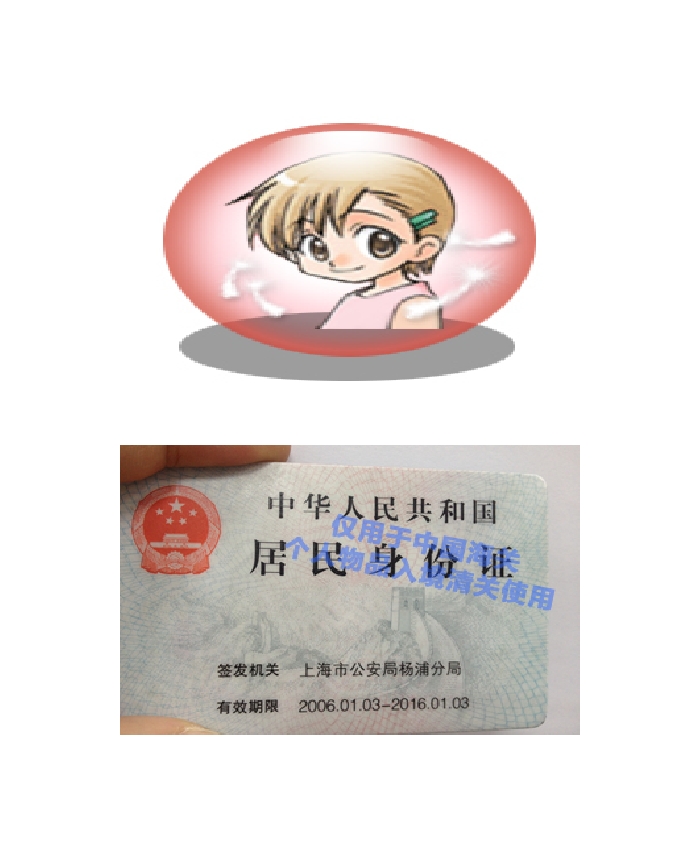 中华人民共和国
居民身份证
仅用于中国海关
个人物品入境清关使用
签发机关 上海市公安局杨浦分局
有效期限 2006.01.03-2016.01.03